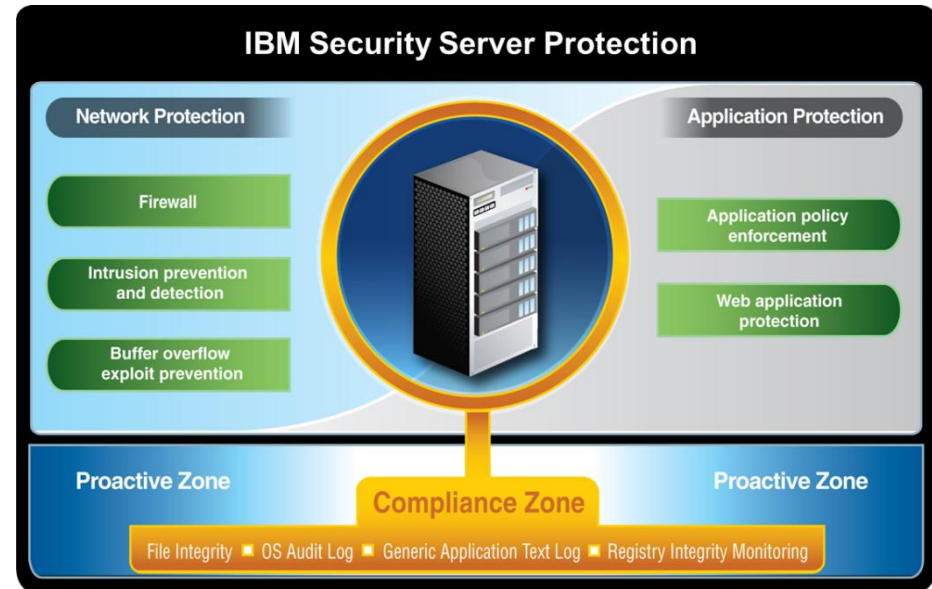 IBM Security Server Protection
Network Protection
Firewall
Intrusion prevention
and detection
Buffer overflow
exploit prevention
Application Protection
Application policy
enforcement
Web application
protection
Proactive Zone
Compliance Zone
Proactive Zone
File Integrity OS Audit Log Generic Application Text Log Registry Integrity Monitoring